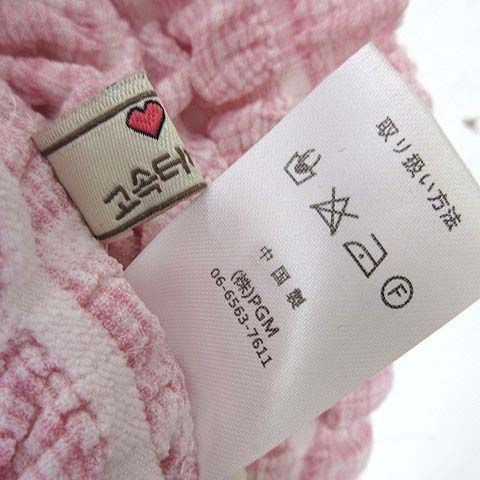 고속터
取り扱い方法
F
中国製
(株)PGM
06-6563-7611